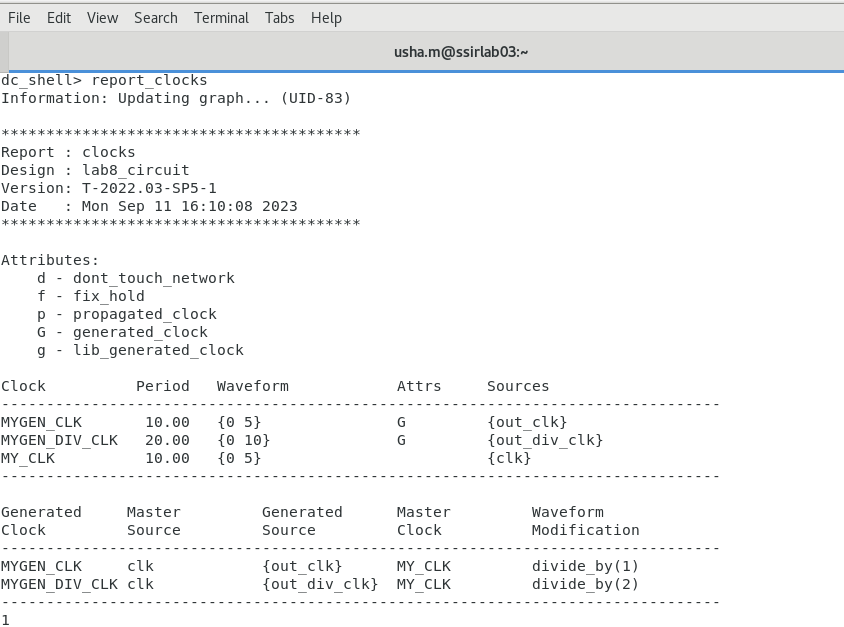 File Edit View Search Terminal Tabs Help
usha.m@ssirlab03:~
dc_shell> report_clocks
Information: Updating graph... (UID-83)
****************************************
Report : clocks
Design : lab8_circuit
Version: T-2022.03-SP5-1
Date   : Mon Sep 11 16:10:08 2023
****************************************
Attributes:
    d - dont_touch_network
    f - fix_hold
    p - propagated_clock
    G - generated_clock
    g - lib_generated_clock
Clock          Period   Waveform            Attrs     Sources
--------------------------------------------------------------------------------
MYGEN_CLK       10.00   {0 5}               G         {out_clk}
MYGEN_DIV_CLK   20.00   {0 10}              G         {out_div_clk}
MY_CLK          10.00   {0 5}                         {clk}
--------------------------------------------------------------------------------
Generated     Master         Generated      Master         Waveform
Clock         Source         Source         Clock          Modification
--------------------------------------------------------------------------------
MYGEN_CLK     clk            {out_clk}      MY_CLK         divide_by(1)
MYGEN_DIV_CLK clk            {out_div_clk}  MY_CLK         divide_by(2)
--------------------------------------------------------------------------------
1